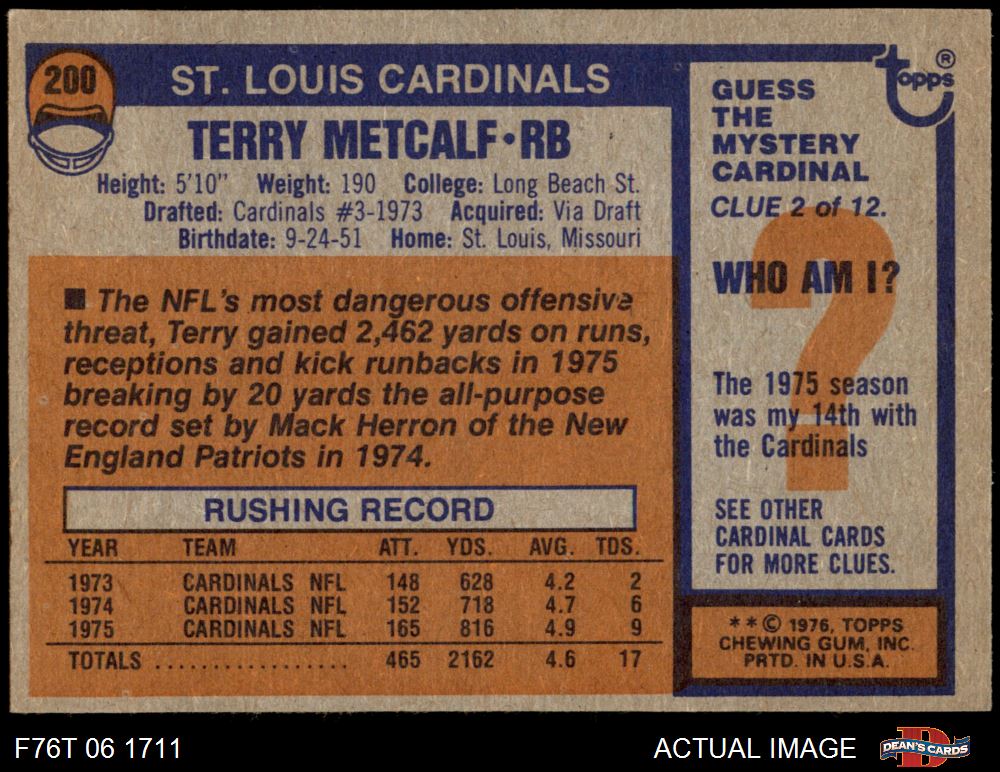 200
ST. LOUIS CARDINALS
TERRY METCALF•RB
Height: 5'10" Weight: 190 College: Long Beach St.
Drafted: Cardinals #3-1973 Acquired: Via Draft
Birthdate: 9-24-51 Home: St. Louis, Missouri
■ The NFL's most dangerous offensive
threat, Terry gained 2,462 yards on runs,
receptions and kick runbacks in 1975
breaking by 20 yards the all-purpose
record set by Mack Herron of the New
England Patriots in 1974.
RUSHING RECORD
YEAR TEAM ATT. YDS. AVG. TDS.
1973 CARDINALS NFL 148 628 4.2 2
1974 CARDINALS NFL 152 718 4.7 6
1975 CARDINALS NFL 165 816 4.9 9
TOTALS .................. 465 2162 4.6 17
topps ®
GUESS
THE
MYSTERY
CARDINAL
CLUE 2 of 12.
?
WHO AM I?
The 1975 season
was my 14th with
the Cardinals
SEE OTHER
CARDINAL CARDS
FOR MORE CLUES.
**© 1976, TOPPS
CHEWING GUM, INC.
PRTD. IN U.S.A.
F76T 06 1711
ACTUAL IMAGE
D
DEAN'S CARDS